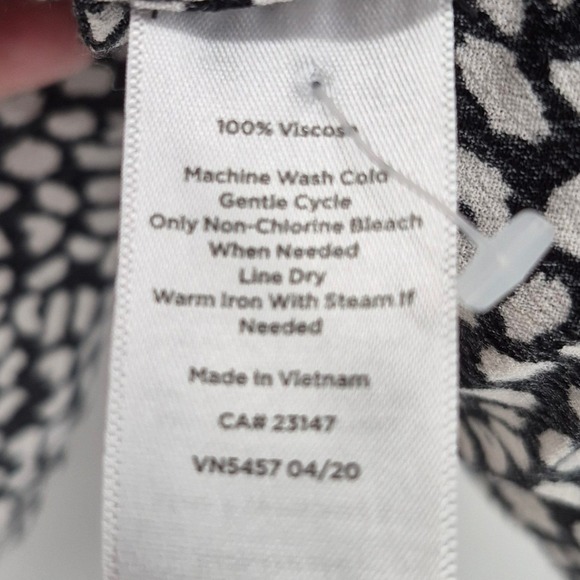 100% Viscose
Machine Wash Cold
Gentle Cycle
Only Non-Chlorine Bleach
When Needed
Line Dry
Warm Iron With Steam If
Needed
Made in Vietnam
CA# 23147
VN5457 04/20